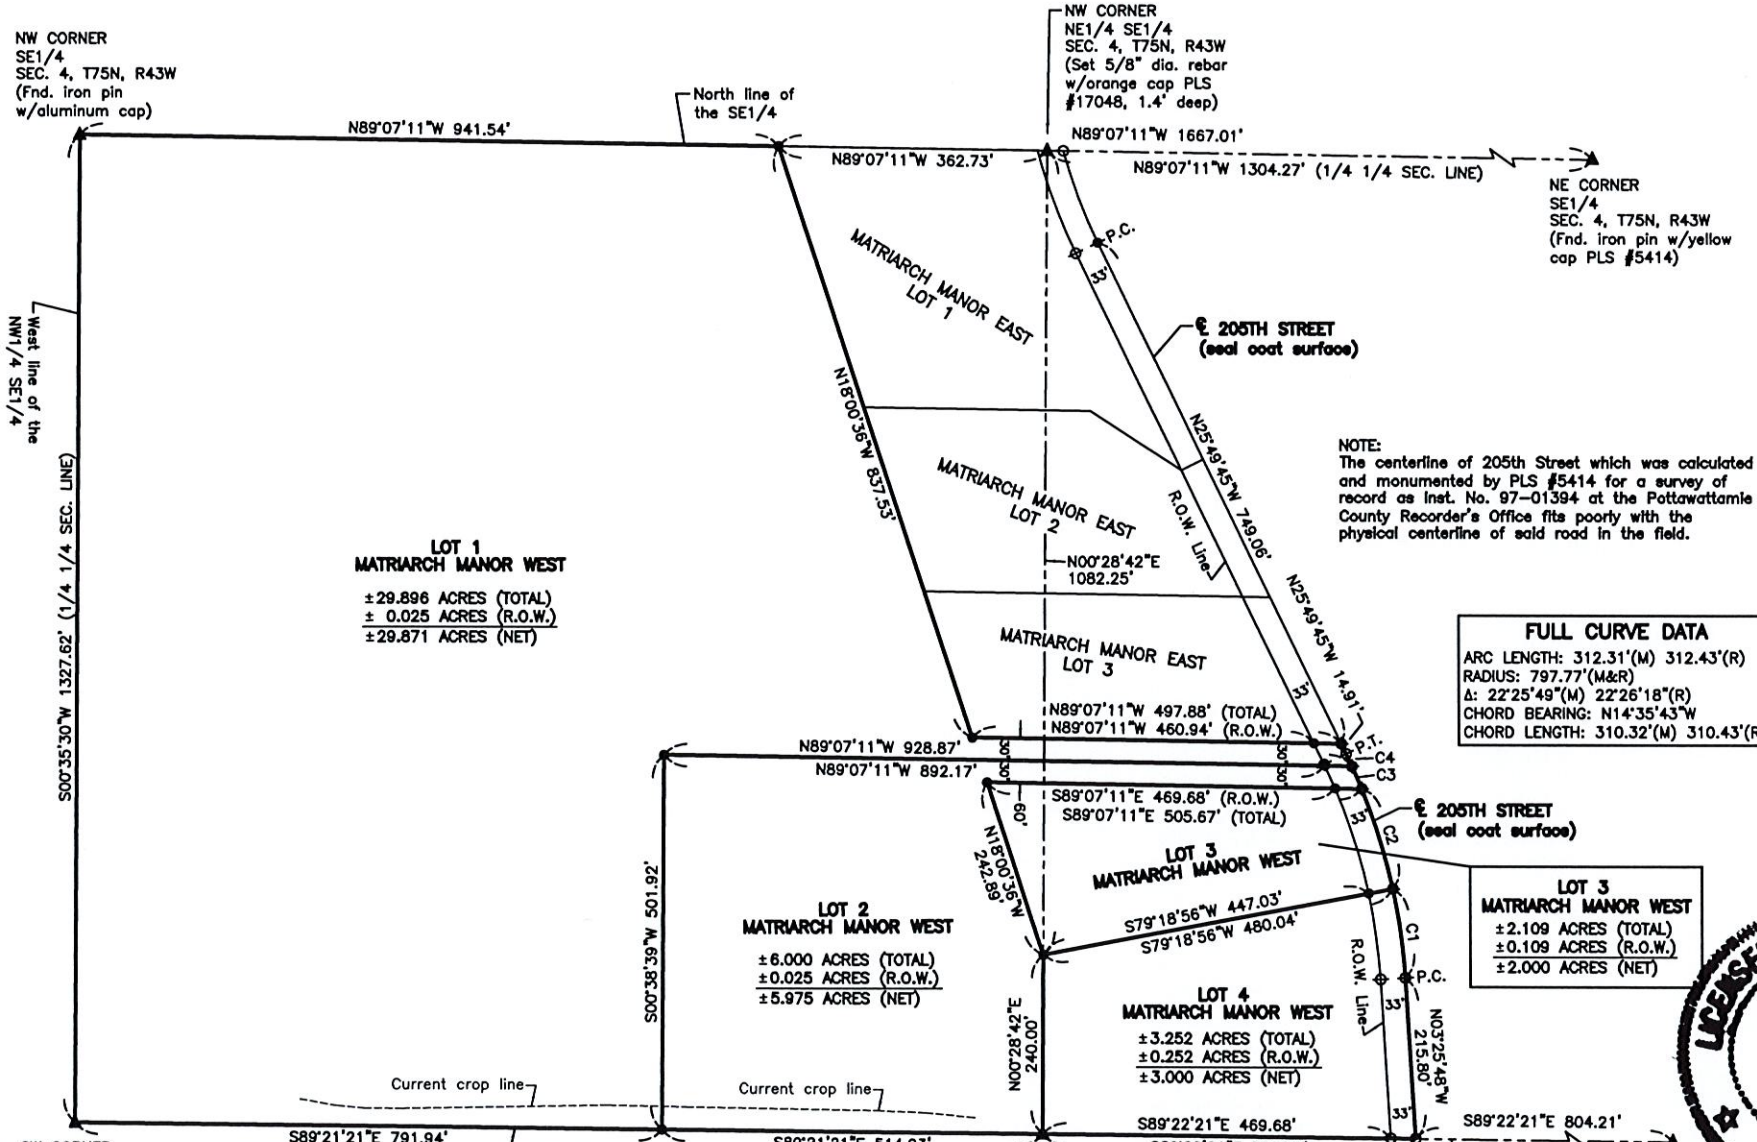 NW CORNER
SE1/4
SEC. 4, T75N, R43W
(Fnd. iron pin
w/aluminum cap)
N89°07'11"W 941.54'
North line of
the SE1/4
NW CORNER
NE1/4 SE1/4
SEC. 4, T75N, R43W
(Set 5/8" dia. rebar
w/orange cap PLS
#17048, 1.4' deep)
N89°07'11"W 1667.01'
N89°07'11"W 362.73'
N89°07'11"W 1304.27' (1/4 1/4 SEC. LINE)
NE CORNER
SE1/4
SEC. 4, T75N, R43W
(Fnd. iron pin w/yellow
cap PLS #5414)
P.C.
33'
MATRIARCH MANOR EAST
LOT 1
West line of the
NW1/4 SE1/4
℄ 205TH STREET
(seal coat surface)
N18°00'36"W 837.53'
N25°49'45"W 749.06'
NOTE:
The centerline of 205th Street which was calculated
and monumented by PLS #5414 for a survey of
record as Inst. No. 97-01394 at the Pottawattamie
County Recorder's Office fits poorly with the
physical centerline of said road in the field.
MATRIARCH MANOR EAST
LOT 2
R.O.W. Line
S00°35'30"W 1327.62' (1/4 1/4 SEC. LINE)
LOT 1
MATRIARCH MANOR WEST
±29.896 ACRES (TOTAL)
± 0.025 ACRES (R.O.W.)
±29.871 ACRES (NET)
N00°28'42"E
1082.25'
N25°49'45"W 14.91'
MATRIARCH MANOR EAST
LOT 3
FULL CURVE DATA
ARC LENGTH: 312.31'(M) 312.43'(R)
RADIUS: 797.77'(M&R)
Δ: 22°25'49"(M) 22°26'18"(R)
CHORD BEARING: N14°35'43"W
CHORD LENGTH: 310.32'(M) 310.43'(R
33'
N89°07'11"W 497.88' (TOTAL)
N89°07'11"W 460.94' (R.O.W.)
P.T.
C4
C3
N89°07'11"W 928.87'
N89°07'11"W 892.17'
30'
30'
30'
30'
S89°07'11"E 469.68' (R.O.W.)
S89°07'11"E 505.67' (TOTAL)
60'
33'
℄ 205TH STREET
(seal coat surface)
C2
N18°00'36"W
242.89'
LOT 3
MATRIARCH MANOR WEST
S79°18'56"W 447.03'
S79°18'56"W 480.04'
LOT 3
MATRIARCH MANOR WEST
±2.109 ACRES (TOTAL)
±0.109 ACRES (R.O.W.)
±2.000 ACRES (NET)
S00°38'39"W 501.92'
LOT 2
MATRIARCH MANOR WEST
±6.000 ACRES (TOTAL)
±0.025 ACRES (R.O.W.)
±5.975 ACRES (NET)
C1
P.C.
R.O.W. Line
33'
LOT 4
MATRIARCH MANOR WEST
±3.252 ACRES (TOTAL)
±0.252 ACRES (R.O.W.)
±3.000 ACRES (NET)
N00°28'42"E
240.00'
N03°25'48"W
215.80'
Current crop line
Current crop line
33'
S89°21'21"E 791.94'
S89°22'21"E 469.68'
S89°22'21"E 804.21'